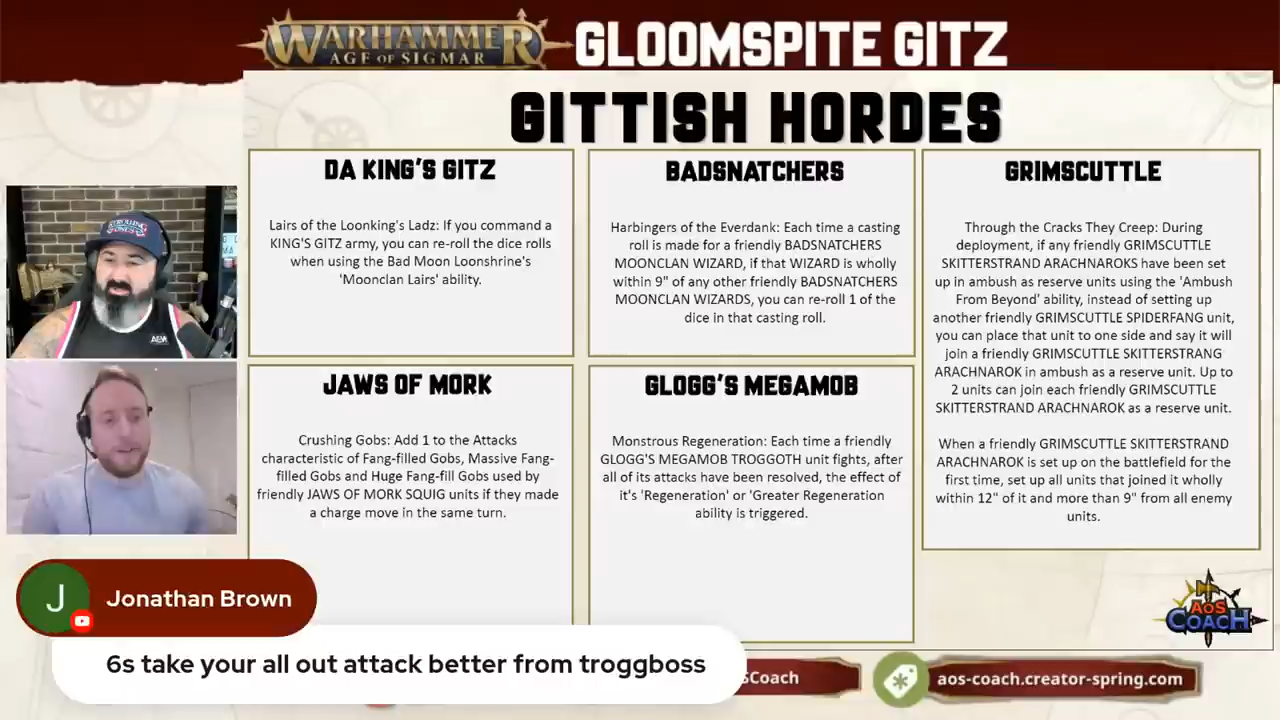 WARHAMMER
AGE OF SIGMAR
GLOOMSPITE GITZ
GITTISH HORDES
DA KING'S GITZ
Lairs of the Loonking's Ladz: If you command a
KING'S GITZ army, you can re-roll the dice rolls
when using the Bad Moon Loonshrine's
'Moonclan Lairs' ability.
BADSNATCHERS
Harbingers of the Everdank: Each time a casting
roll is made for a friendly BADSNATCHERS
MOONCLAN WIZARD, if that WIZARD is wholly
within 9" of any other friendly BADSNATCHERS
MOONCLAN WIZARDS, you can re-roll 1 of the
dice in that casting roll.
GRIMSCUTTLE
Through the Cracks They Creep: During
deployment, if any friendly GRIMSCUTTLE
SKITTERSTRAND ARACHNAROKS have been set
up in ambush as reserve units using the 'Ambush
From Beyond' ability, instead of setting up
another friendly GRIMSCUTTLE SPIDERFANG unit,
you can place that unit to one side and say it will
join a friendly GRIMSCUTTLE SKITTERSTRANG
ARACHNAROK in ambush as a reserve unit. Up to
2 units can join each friendly GRIMSCUTTLE
SKITTERSTRAND ARACHNAROK as a reserve unit.
When a friendly GRIMSCUTTLE SKITTERSTRAND
ARACHNAROK is set up on the battlefield for the
first time, set up all units that joined it wholly
within 12" of it and more than 9" from all enemy
units.
JAWS OF MORK
Crushing Gobs: Add 1 to the Attacks
characteristic of Fang-filled Gobs, Massive Fang-
filled Gobs and Huge Fang-fill Gobs used by
friendly JAWS OF MORK SQUIG units if they made
a charge move in the same turn.
GLOGG'S MEGAMOB
Monstrous Regeneration: Each time a friendly
GLOGG'S MEGAMOB TROGGOTH unit fights, after
all of its attacks have been resolved, the effect of
it's 'Regeneration' or 'Greater Regeneration
ability is triggered.
J
Jonathan Brown
6s take your all out attack better from troggboss
AoS
COACH
SCoach
aos-coach.creator-spring.com